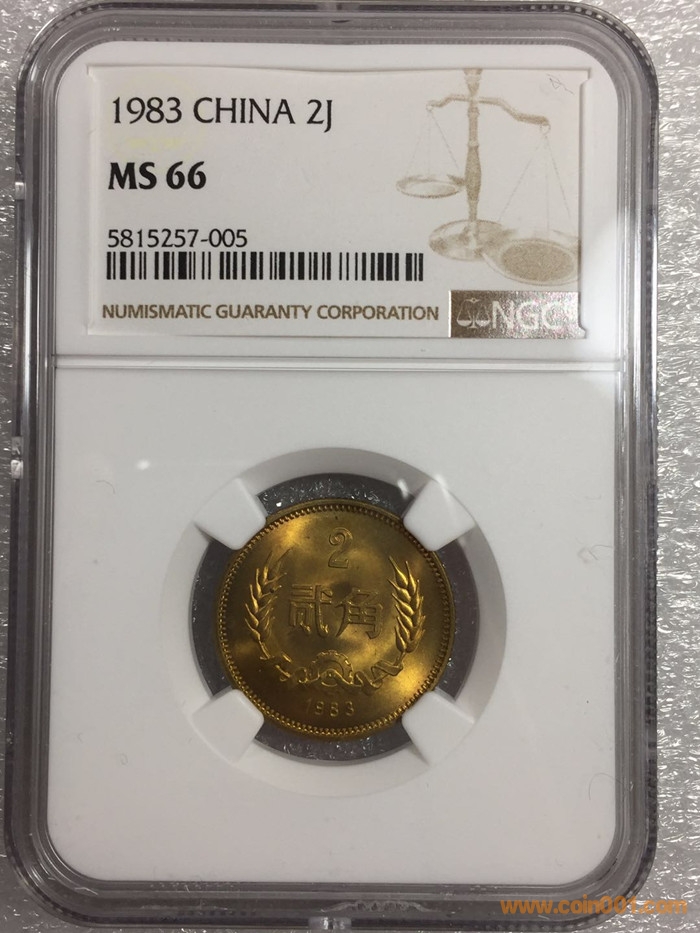 1983 CHINA 2J
MS 66
5815257-005
NUMISMATIC GUARANTY CORPORATION
NGC
2
贰角
1983
www.coin001.com